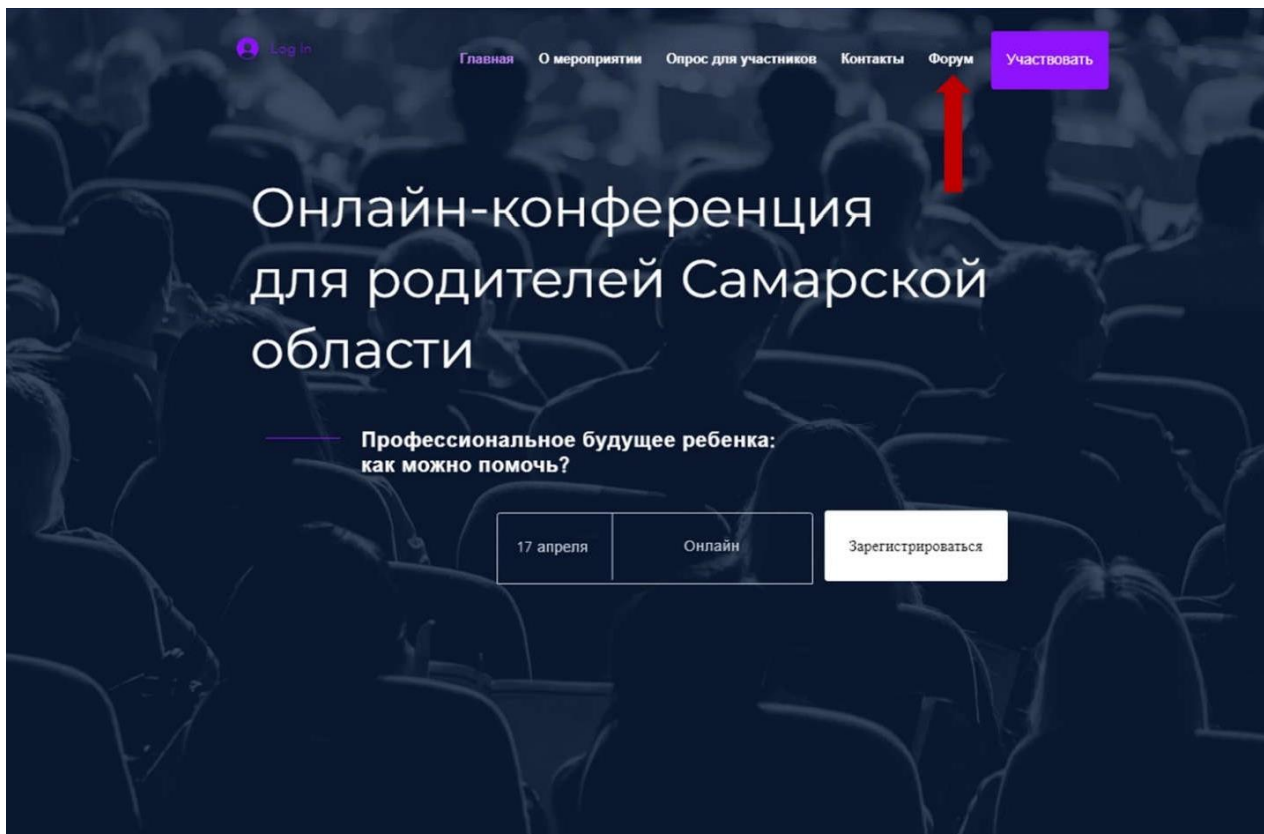 Log In
Главная О мероприятии Опрос для участников Контакты Форум Участвовать
Онлайн-конференция
для родителей Самарской
области
Профессиональное будущее ребенка:
как можно помочь?
17 апреля Онлайн Зарегистрироваться